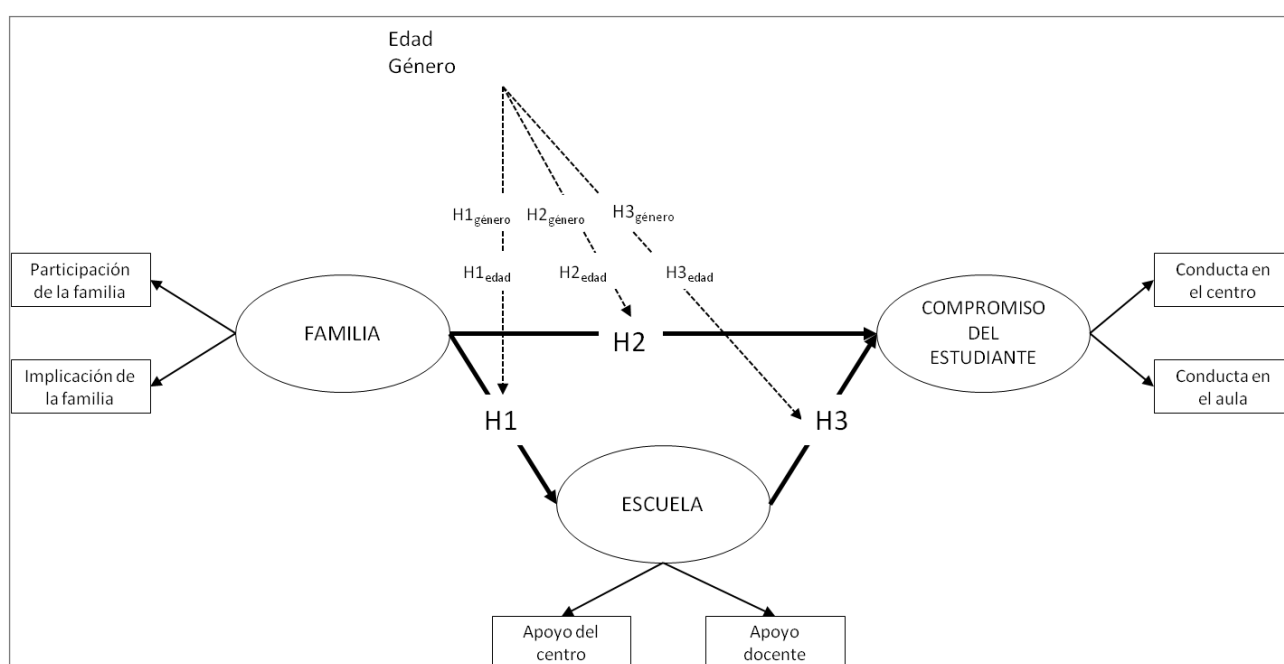 Edad
Género
H1género
H2género
H3género
H1edad
H2edad
H3edad
Participación
de la familia
Implicación de
la familia
FAMILIA
H2
COMPROMISO
DEL
ESTUDIANTE
Conducta en
el centro
Conducta en
el aula
H1
H3
ESCUELA
Apoyo del
centro
Apoyo
docente